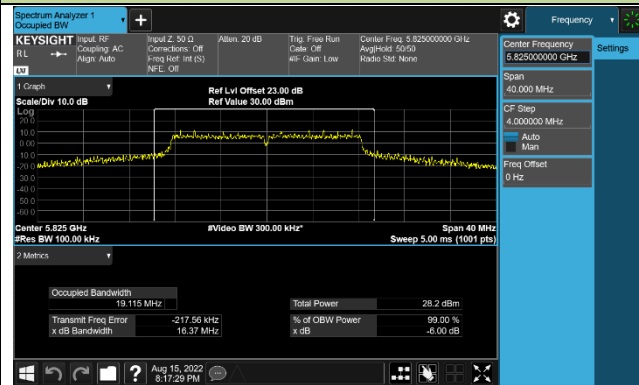 Spectrum Analyzer 1
Occupied BW
Frequency
KEYSIGHT
RL
Input: RF
Coupling: AC
Align: Auto
Input Z: 50 Ω
Corrections: Off
Freq Ref: Int (S)
NFE: Off
Atten: 20 dB
Trig: Free Run
Gate: Off
#IF Gain: Low
Center Freq: 5.825000000 GHz
Avg|Hold: 50/50
Radio Std: None
LXI
1 Graph
Scale/Div 10.0 dB
Ref Lvl Offset 23.00 dB
Ref Value 30.00 dBm
Log
20.0
10.0
0.00
-10.0
-20.0
-30.0
-40.0
-50.0
-60.0
Center 5.825 GHz
#Res BW 100.00 kHz
#Video BW 300.00 kHz*
Span 40 MHz
Sweep 5.00 ms (1001 pts)
2 Metrics
Occupied Bandwidth
19.115 MHz
Total Power
28.2 dBm
Transmit Freq Error
-217.56 kHz
% of OBW Power
99.00 %
x dB Bandwidth
16.37 MHz
x dB
-6.00 dB
Aug 15, 2022
8:17:29 PM
Center Frequency
5.825000000 GHz
Settings
Span
40.000 MHz
CF Step
4.000000 MHz
Auto
Man
Freq Offset
0 Hz